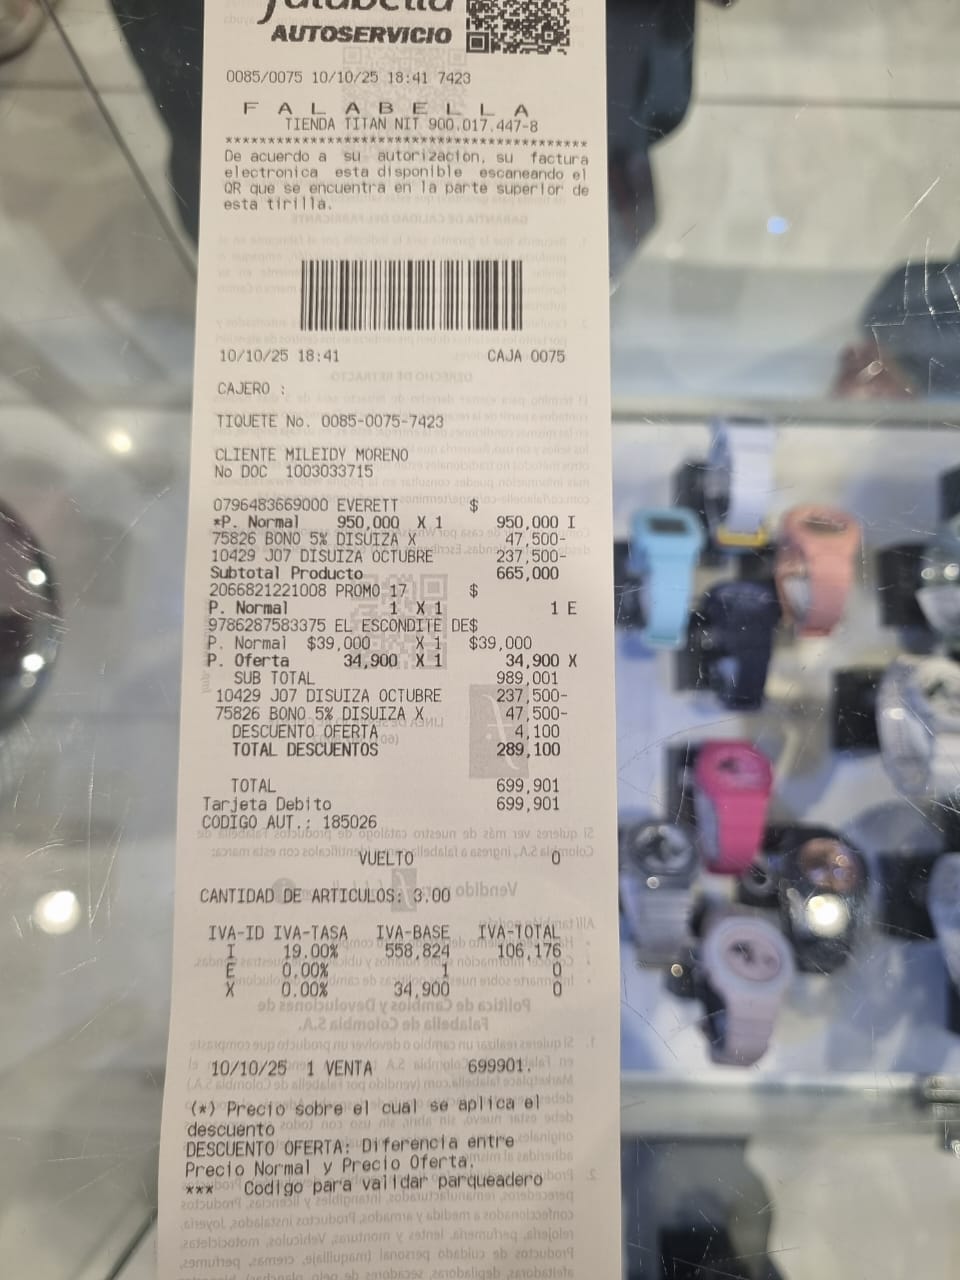 falabella
AUTOSERVICIO
0085/0075 10/10/25 18:41 7423
F A L A B E L L A
TIENDA TITAN NIT 900.017.447-8
******************************************
De acuerdo a su autorizacion, su factura
electronica esta disponible escaneando el
QR que se encuentra en la parte superior de
esta tirilla.
10/10/25 18:41 CAJA 0075
CAJERO :
TIQUETE No. 0085-0075-7423
CLIENTE MILEIDY MORENO
No DOC 1003033715
0796483669000 EVERETT $
*P. Normal 950,000 X 1 950,000 I
75826 BONO 5% DISUIZA X 47,500-
10429 J07 DISUIZA OCTUBRE 237,500-
Subtotal Producto 665,000
2066821221008 PROMO 17 $
P. Normal 1 X 1 1 E
9786287583375 EL ESCONDITE DE$
P. Normal $39,000 X 1 $39,000
P. Oferta 34,900 X 1 34,900 X
SUB TOTAL 989,001
10429 J07 DISUIZA OCTUBRE 237,500-
75826 BONO 5% DISUIZA X 47,500-
DESCUENTO OFERTA 4,100
TOTAL DESCUENTOS 289,100
TOTAL 699,901
Tarjeta Debito 699,901
CODIGO AUT.: 185026
VUELTO 0
CANTIDAD DE ARTICULOS: 3.00
IVA-ID IVA-TASA IVA-BASE IVA-TOTAL
I 19.00% 558,824 106,176
E 0.00% 1 0
X 0.00% 34,900 0
10/10/25 1 VENTA 699901.
(*) Precio sobre el cual se aplica el
descuento
DESCUENTO OFERTA: Diferencia entre
Precio Normal y Precio Oferta.
*** Codigo para validar parqueadero